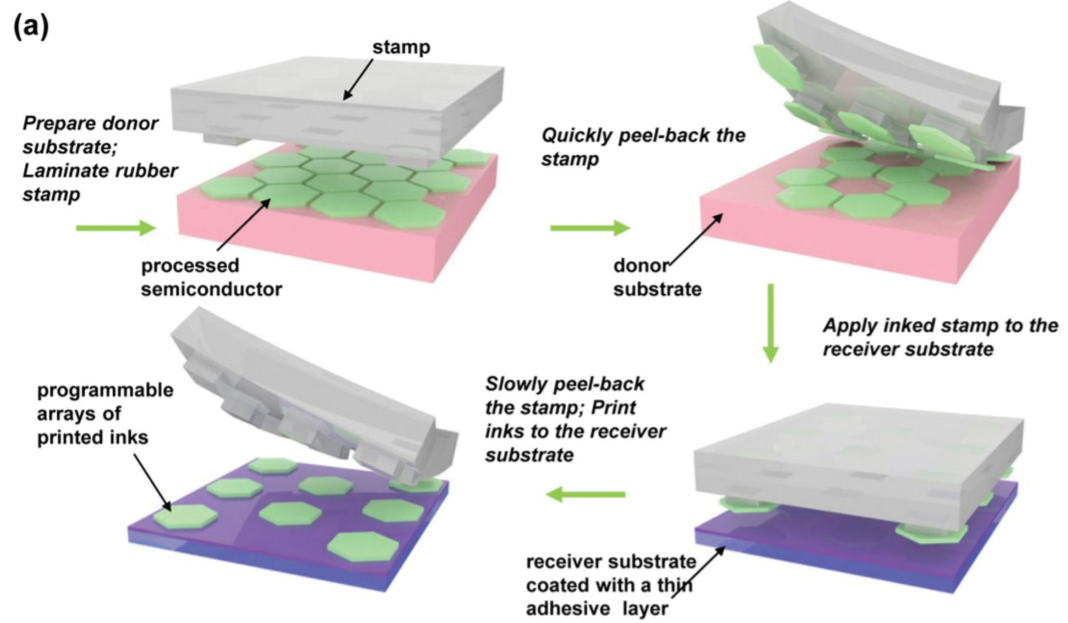 (a)
stamp
Prepare donor
substrate;
Laminate rubber
stamp
processed
semiconductor
Quickly peel-back the
stamp
donor
substrate
Apply inked stamp to the
receiver substrate
Slowly peel-back
the stamp; Print
inks to the receiver
substrate
programmable
arrays of
printed inks
receiver substrate
coated with a thin
adhesive layer